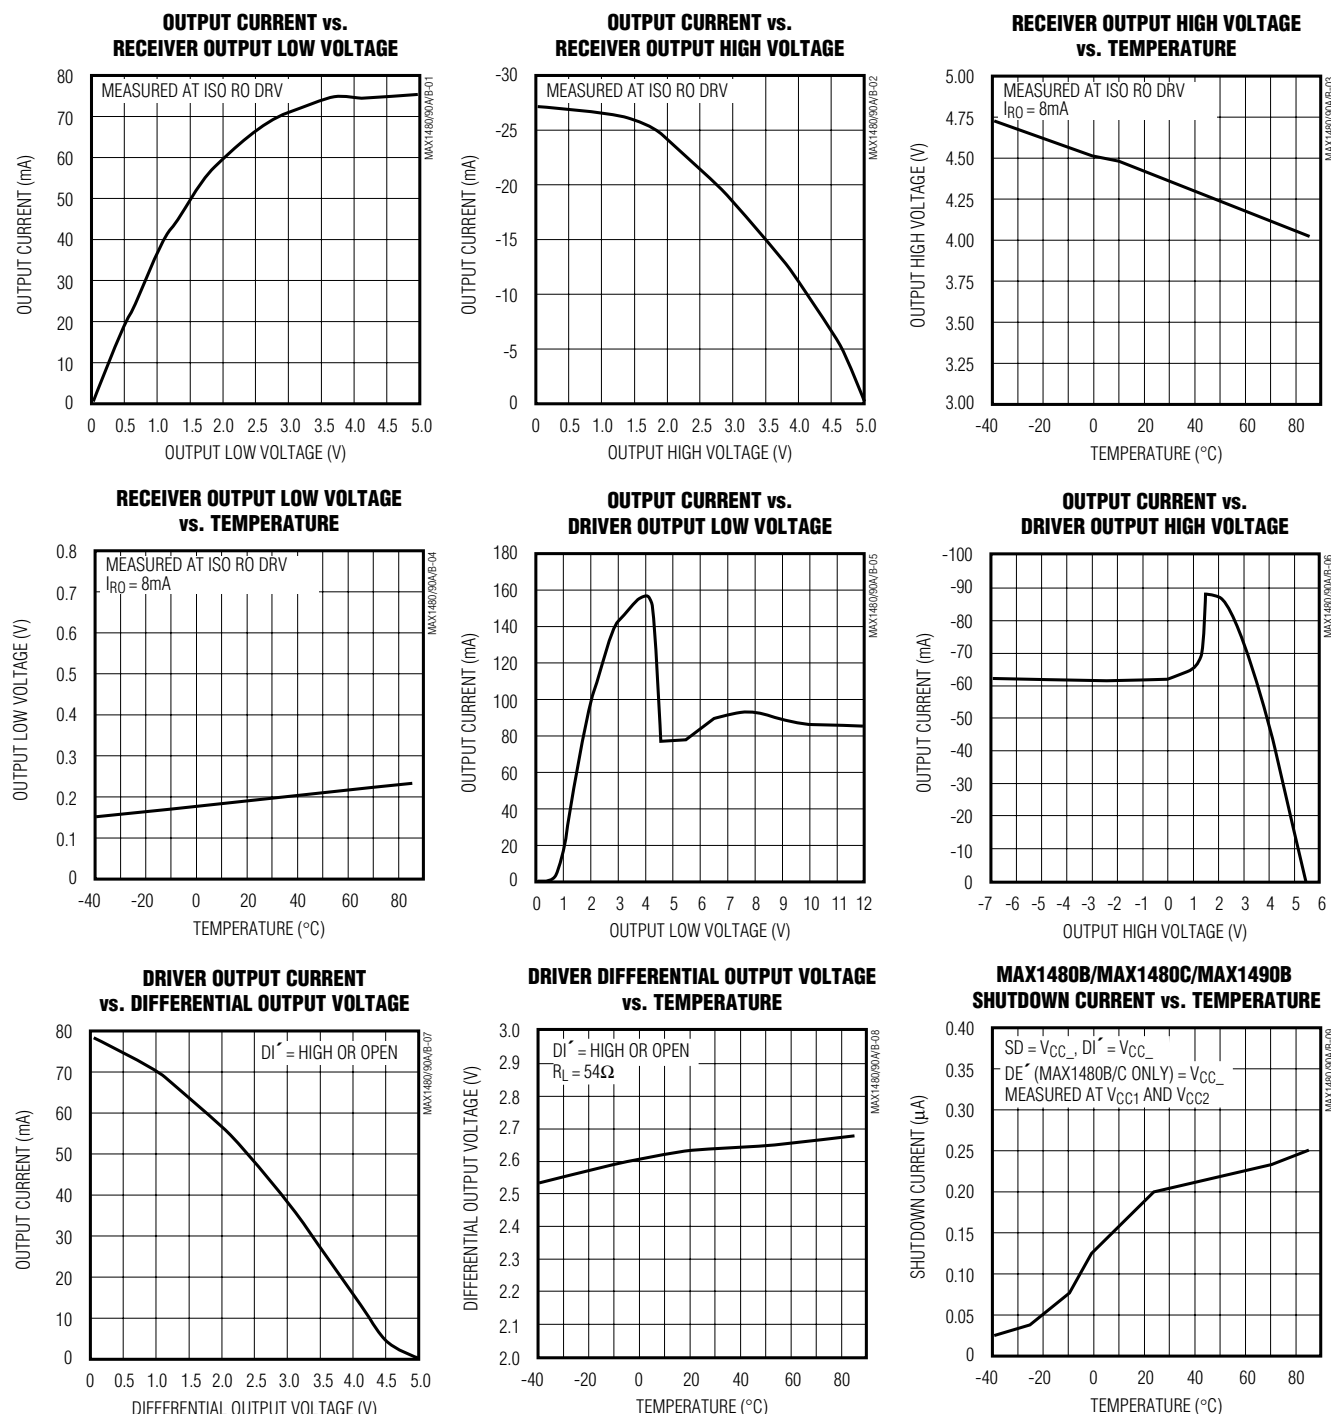 OUTPUT CURRENT vs.
RECEIVER OUTPUT LOW VOLTAGE
MEASURED AT ISO RO DRV
MAX1480/90A/B-01
OUTPUT CURRENT (mA)
80
70
60
50
40
30
20
10
0
0 0.5 1.0 1.5 2.0 2.5 3.0 3.5 4.0 4.5 5.0
OUTPUT LOW VOLTAGE (V)
OUTPUT CURRENT vs.
RECEIVER OUTPUT HIGH VOLTAGE
MEASURED AT ISO RO DRV
MAX1480/90A/B-02
OUTPUT CURRENT (mA)
-30
-25
-20
-15
-10
-5
0
0 0.5 1.0 1.5 2.0 2.5 3.0 3.5 4.0 4.5 5.0
OUTPUT HIGH VOLTAGE (V)
RECEIVER OUTPUT HIGH VOLTAGE
vs. TEMPERATURE
MEASURED AT ISO RO DRV
IRO = 8mA
MAX1480/90A/B-03
OUTPUT HIGH VOLTAGE (V)
5.00
4.75
4.50
4.25
4.00
3.75
3.50
3.25
3.00
-40 -20 0 20 40 60 80
TEMPERATURE (°C)
RECEIVER OUTPUT LOW VOLTAGE
vs. TEMPERATURE
MEASURED AT ISO RO DRV
IRO = 8mA
MAX1480/90A/B-04
OUTPUT LOW VOLTAGE (V)
0.8
0.7
0.6
0.5
0.4
0.3
0.2
0.1
0
-40 -20 0 20 40 60 80
TEMPERATURE (°C)
OUTPUT CURRENT vs.
DRIVER OUTPUT LOW VOLTAGE
MAX1480/90A/B-05
OUTPUT CURRENT (mA)
180
160
140
120
100
80
60
40
20
0
0 1 2 3 4 5 6 7 8 9 10 11 12
OUTPUT LOW VOLTAGE (V)
OUTPUT CURRENT vs.
DRIVER OUTPUT HIGH VOLTAGE
MAX1480/90A/B-06
OUTPUT CURRENT (mA)
-100
-90
-80
-70
-60
-50
-40
-30
-20
-10
0
-7 -6 -5 -4 -3 -2 -1 0 1 2 3 4 5 6
OUTPUT HIGH VOLTAGE (V)
DRIVER OUTPUT CURRENT
vs. DIFFERENTIAL OUTPUT VOLTAGE
DI´ = HIGH OR OPEN
MAX1480/90A/B-07
OUTPUT CURRENT (mA)
80
70
60
50
40
30
20
10
0
0 0.5 1.0 1.5 2.0 2.5 3.0 3.5 4.0 4.5 5.0
DIFFERENTIAL OUTPUT VOLTAGE (V)
DRIVER DIFFERENTIAL OUTPUT VOLTAGE
vs. TEMPERATURE
DI´ = HIGH OR OPEN
RL = 54Ω
MAX1480/90A/B-08
DIFFERENTIAL OUTPUT VOLTAGE (V)
3.0
2.9
2.8
2.7
2.6
2.5
2.4
2.3
2.2
2.1
2.0
-40 -20 0 20 40 60 80
TEMPERATURE (°C)
MAX1480B/MAX1480C/MAX1490B
SHUTDOWN CURRENT vs. TEMPERATURE
SD = VCC_, DI´ = VCC_
DE´ (MAX1480B/C ONLY) = VCC_
MEASURED AT VCC1 AND VCC2
MAX1480/90A/B-09
SHUTDOWN CURRENT (µA)
0.40
0.35
0.30
0.25
0.20
0.15
0.10
0.05
0
-40 -20 0 20 40 60 80
TEMPERATURE (°C)